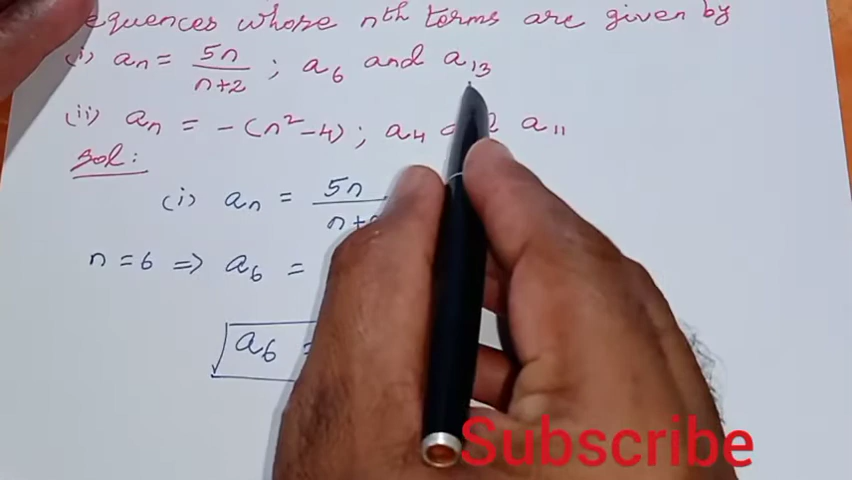 equences whose nth terms are given by
(i) aₙ = 5n/n+2 ; a₆ and a₁₃
(ii) aₙ = -(n²-4) ; a₄ a₁₁
sol:
(i) aₙ = 5n/n+
n = 6 ⇒ a₆ =
a₆ =
Subscribe